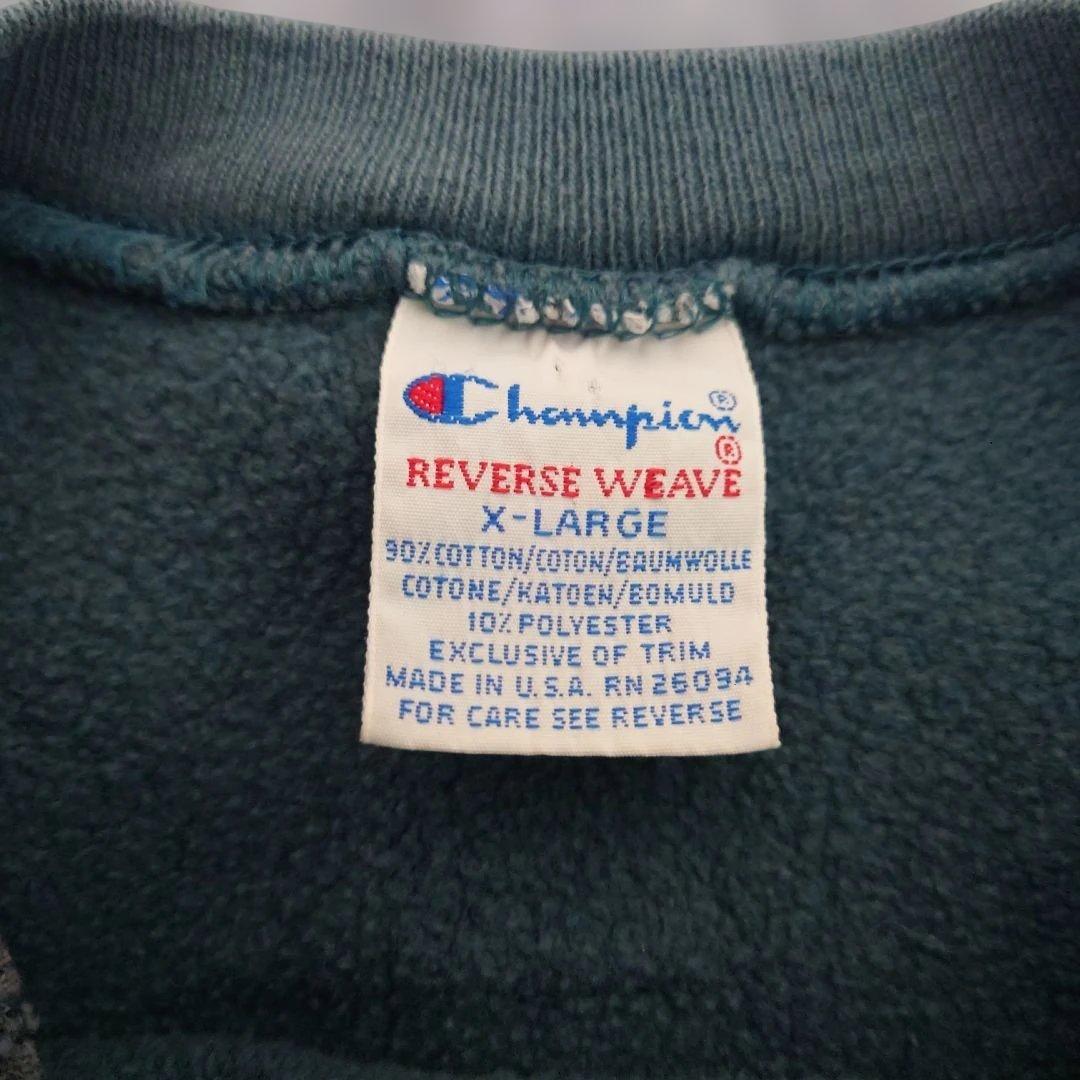 Champion®
REVERSE WEAVE®
X-LARGE
90% COTTON/COTON/BAUMWOLLE
COTONE/KATOEN/BOMULD
10% POLYESTER
EXCLUSIVE OF TRIM
MADE IN U.S.A. RN 26094
FOR CARE SEE REVERSE